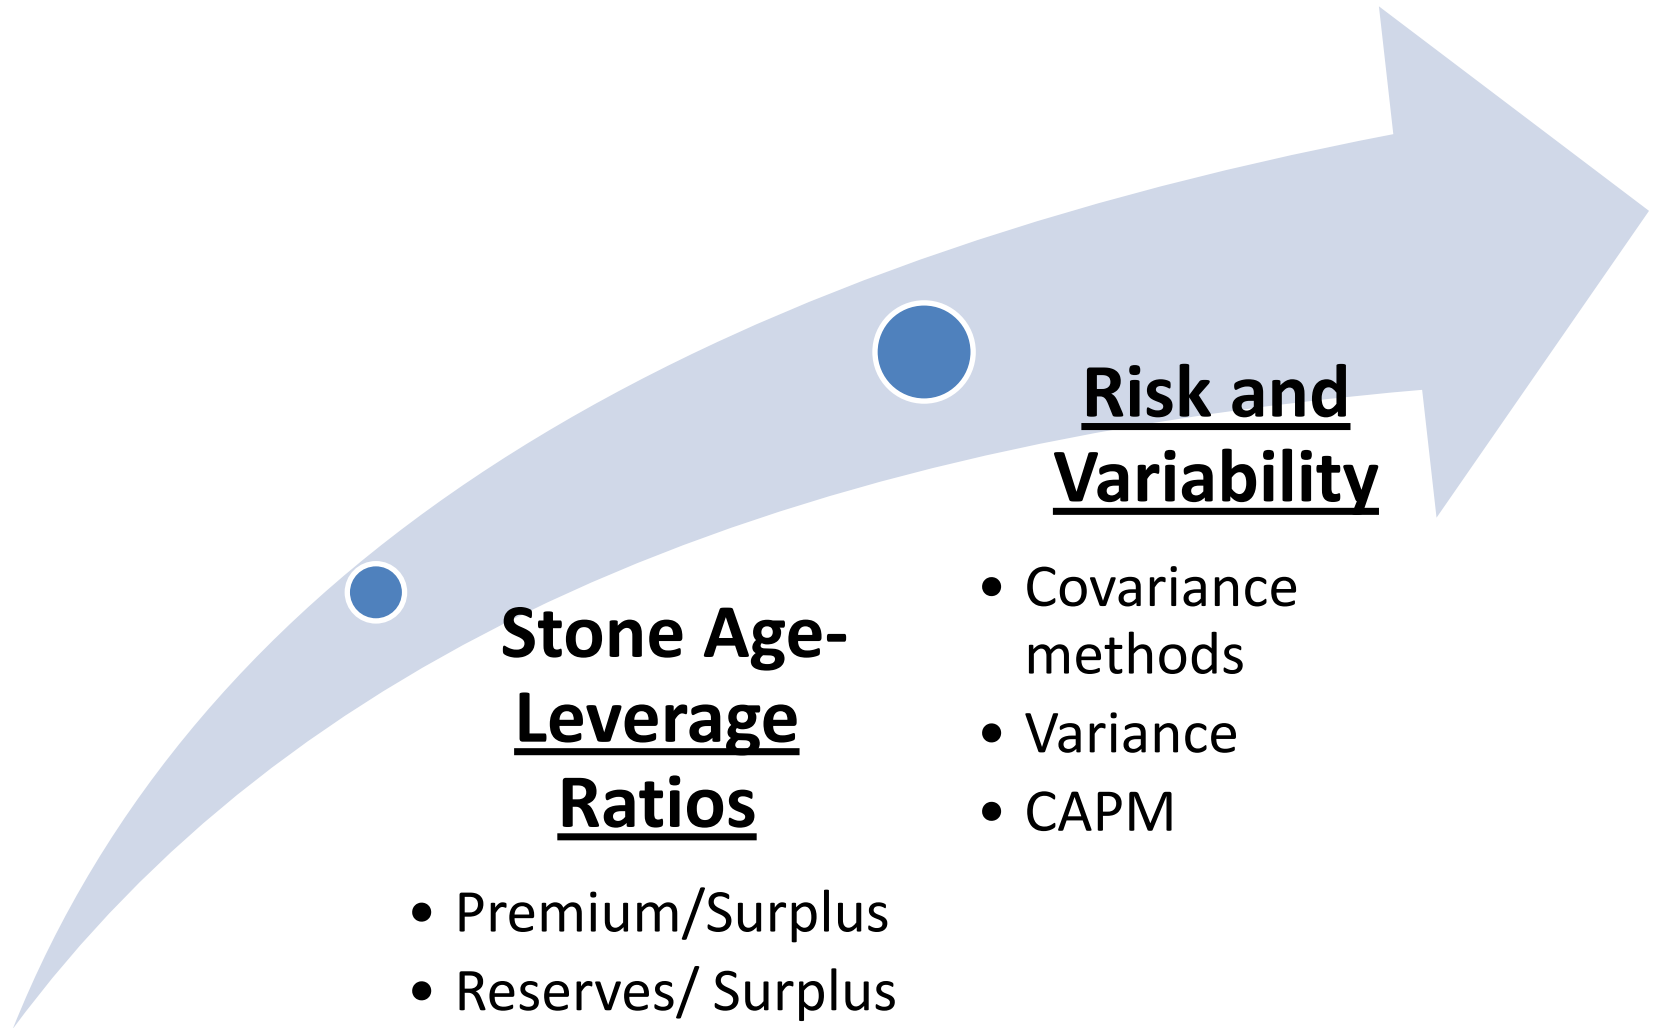 Stone Age-
Leverage
Ratios
• Premium/Surplus
• Reserves/ Surplus
Risk and
Variability
• Covariance
methods
• Variance
• CAPM